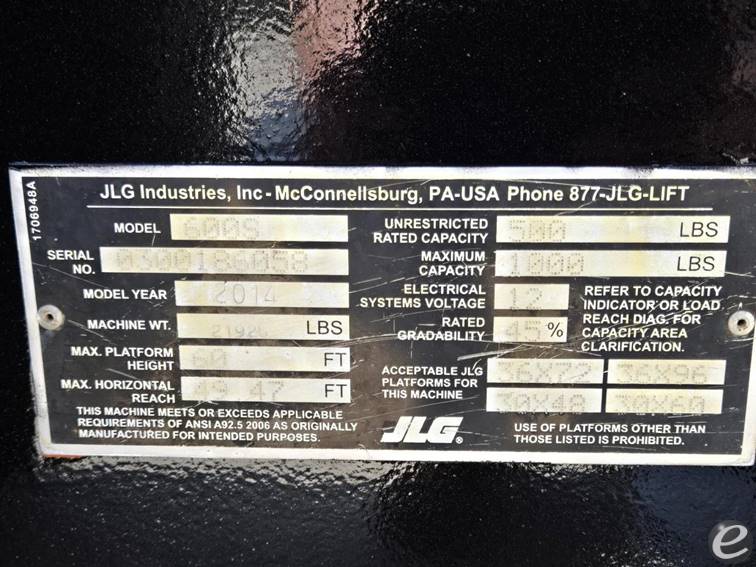 1706948A
JLG Industries, Inc - McConnellsburg, PA-USA Phone 877-JLG-LIFT
MODEL 600S
SERIAL NO. 0300186058
MODEL YEAR 2014
MACHINE WT. LBS
MAX. PLATFORM HEIGHT 60 FT
MAX. HORIZONTAL REACH 49.47 FT
THIS MACHINE MEETS OR EXCEEDS APPLICABLE
REQUIREMENTS OF ANSI A92.5 2006 AS ORIGINALLY
MANUFACTURED FOR INTENDED PURPOSES.
UNRESTRICTED RATED CAPACITY 500 LBS
MAXIMUM CAPACITY 1000 LBS
ELECTRICAL SYSTEMS VOLTAGE 12
RATED GRADABILITY 45 %
REFER TO CAPACITY
INDICATOR OR LOAD
REACH DIAG. FOR
CAPACITY AREA
CLARIFICATION.
ACCEPTABLE JLG
PLATFORMS FOR
THIS MACHINE
36X72 36X96
30X48 30X60
JLG®
USE OF PLATFORMS OTHER THAN
THOSE LISTED IS PROHIBITED.
e